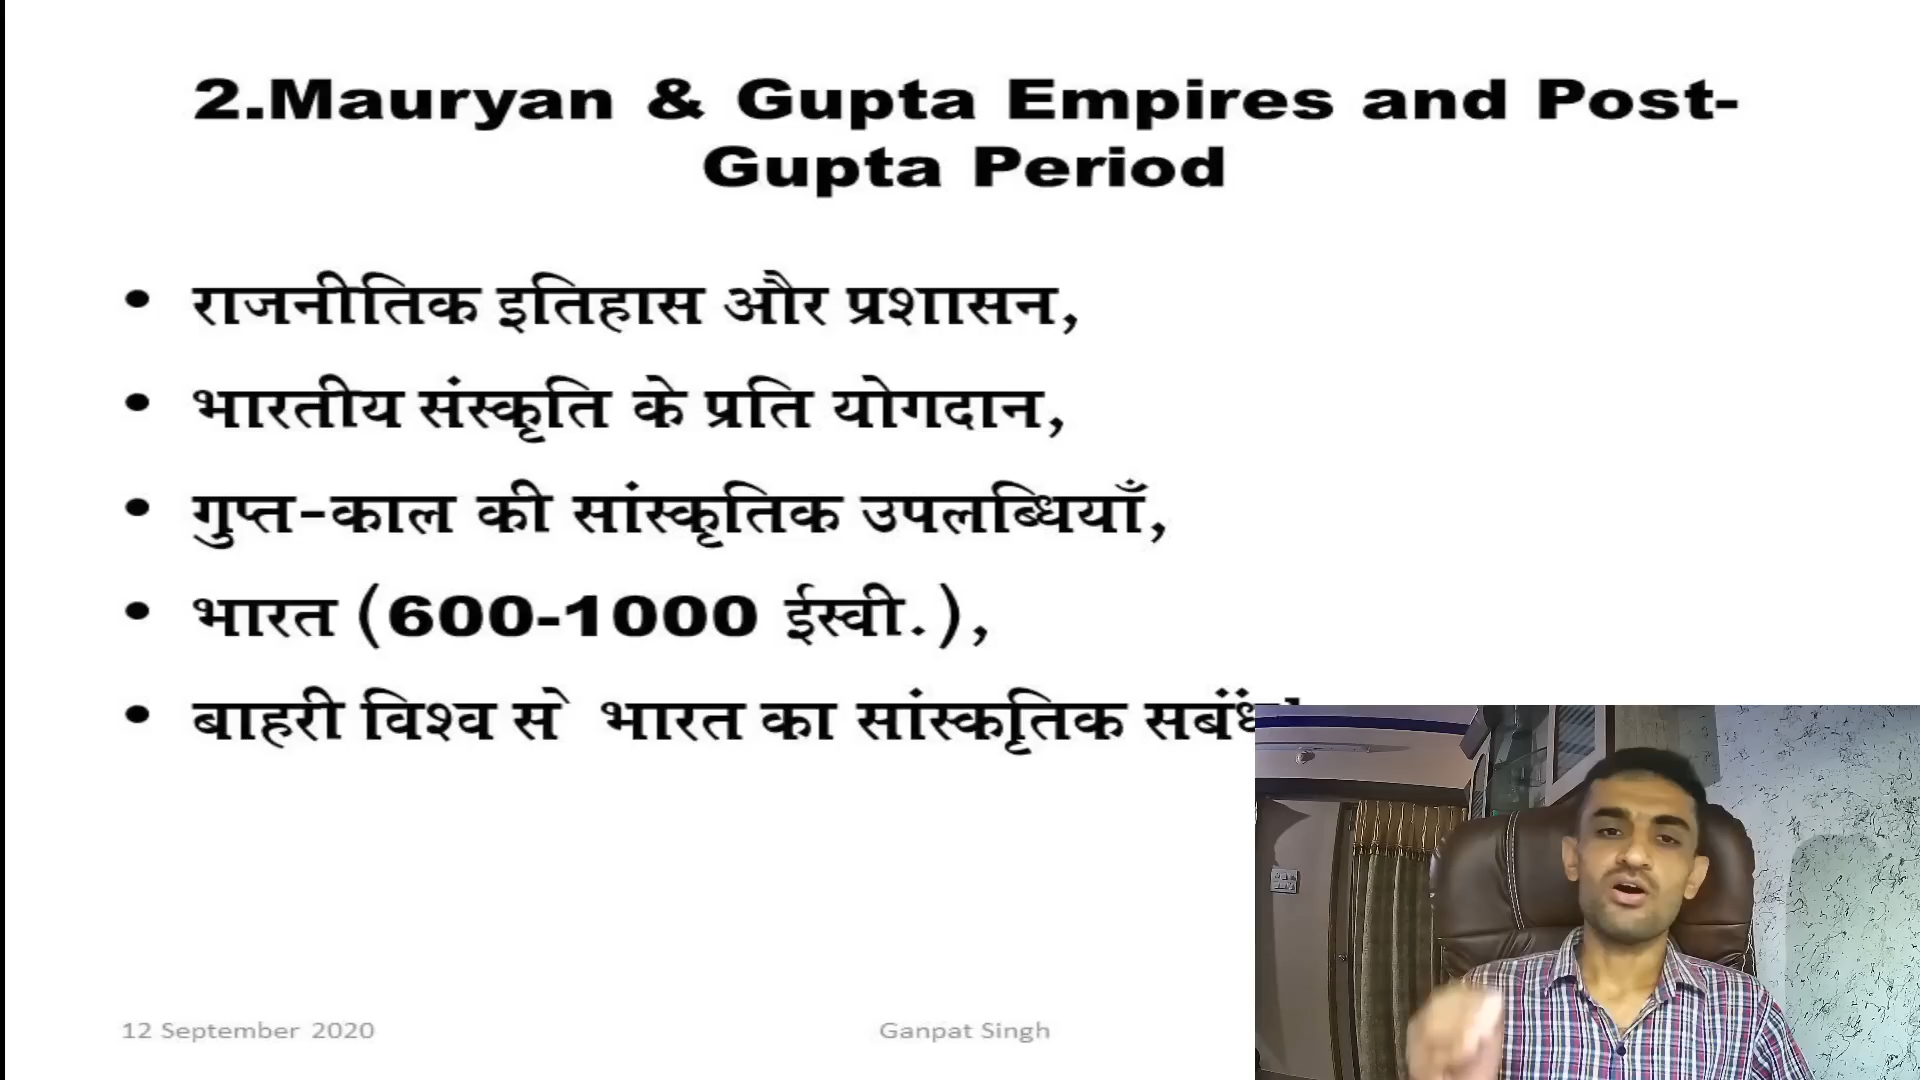 2.Mauryan & Gupta Empires and Post-
Gupta Period
• राजनीतिक इतिहास और प्रशासन,
• भारतीय संस्कृति के प्रति योगदान,
• गुप्त-काल की सांस्कृतिक उपलब्धियाँ,
• भारत (600-1000 ईस्वी.),
• बाहरी विश्व से भारत का सांस्कृतिक
12 September 2020
Ganpat Singh